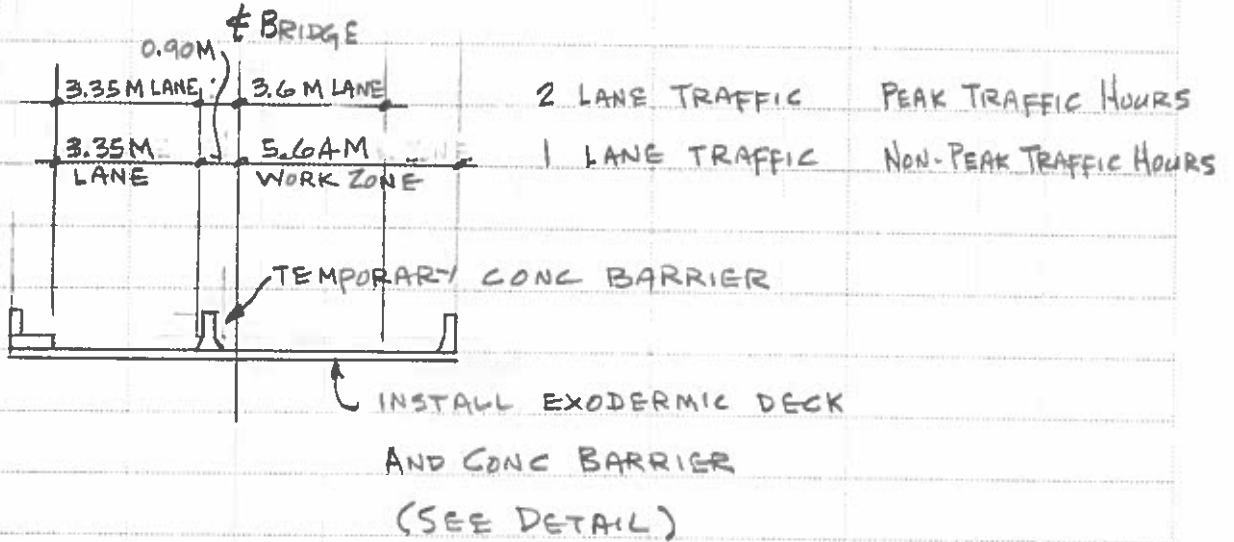 ℄ BRIDGE
0.90M
3.35M LANE 3.6 M LANE 2 LANE TRAFFIC PEAK TRAFFIC HOURS
3.35M 5.64M 1 LANE TRAFFIC NON-PEAK TRAFFIC HOURS
LANE WORK ZONE
TEMPORARY CONC BARRIER
INSTALL EXODERMIC DECK
AND CONC BARRIER
(SEE DETAIL)